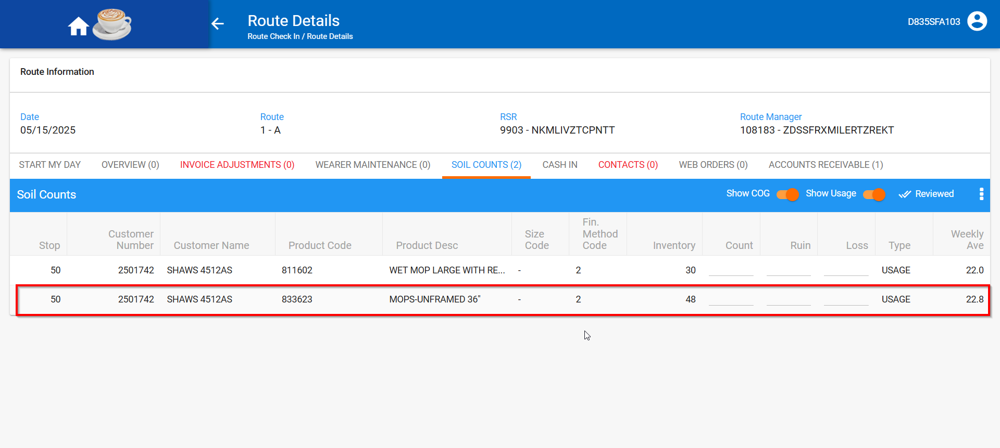 Route Details
Route Check In / Route Details
D835SFA103
Route Information
Date
05/15/2025
Route
1 - A
RSR
9903 - NKMLIVZTCPNTT
Route Manager
108183 - ZDSSFRXMILERTZREKT
START MY DAY OVERVIEW (0) INVOICE ADJUSTMENTS (0) WEARER MAINTENANCE (0) SOIL COUNTS (2) CASH IN CONTACTS (0) WEB ORDERS (0) ACCOUNTS RECEIVABLE (1)
Soil Counts Show COG Show Usage Reviewed
Stop
Customer
Number
Customer Name
Product Code
Product Desc
Size
Code
Fin.
Method
Code
Inventory
Count
Ruin
Loss
Type
Weekly
Ave
50 2501742 SHAWS 4512AS 811602 WET MOP LARGE WITH RE... - 2 30 USAGE 22.0
50 2501742 SHAWS 4512AS 833623 MOPS-UNFRAMED 36" - 2 48 USAGE 22.8